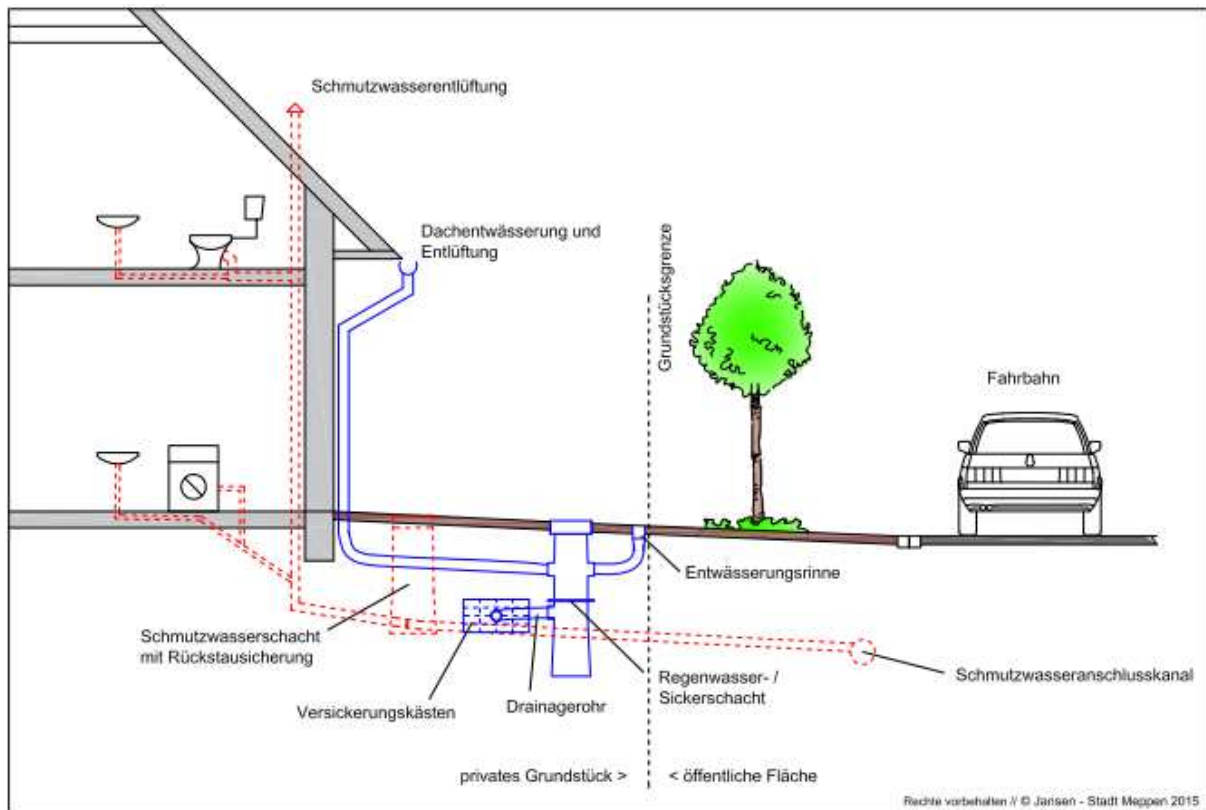 Schmutzwasserentlüftung
Dachentwässerung und
Entlüftung
Grundstücksgrenze
Fahrbahn
Entwässerungsrinne
Schmutzwasserschacht
mit Rückstausicherung
Versickerungskästen
Drainagerohr
Regenwasser- /
Sickerschacht
Schmutzwasseranschlusskanal
privates Grundstück >
< öffentliche Fläche
Rechte vorbehalten // © Jansen - Stadt Meppen 2015